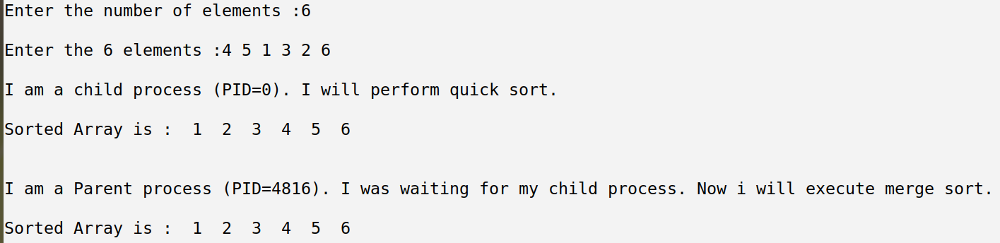 Enter the number of elements :6
Enter the 6 elements :4 5 1 3 2 6
I am a child process (PID=0). I will perform quick sort.
Sorted Array is :  1  2  3  4  5  6
I am a Parent process (PID=4816). I was waiting for my child process. Now i will execute merge sort.
Sorted Array is :  1  2  3  4  5  6